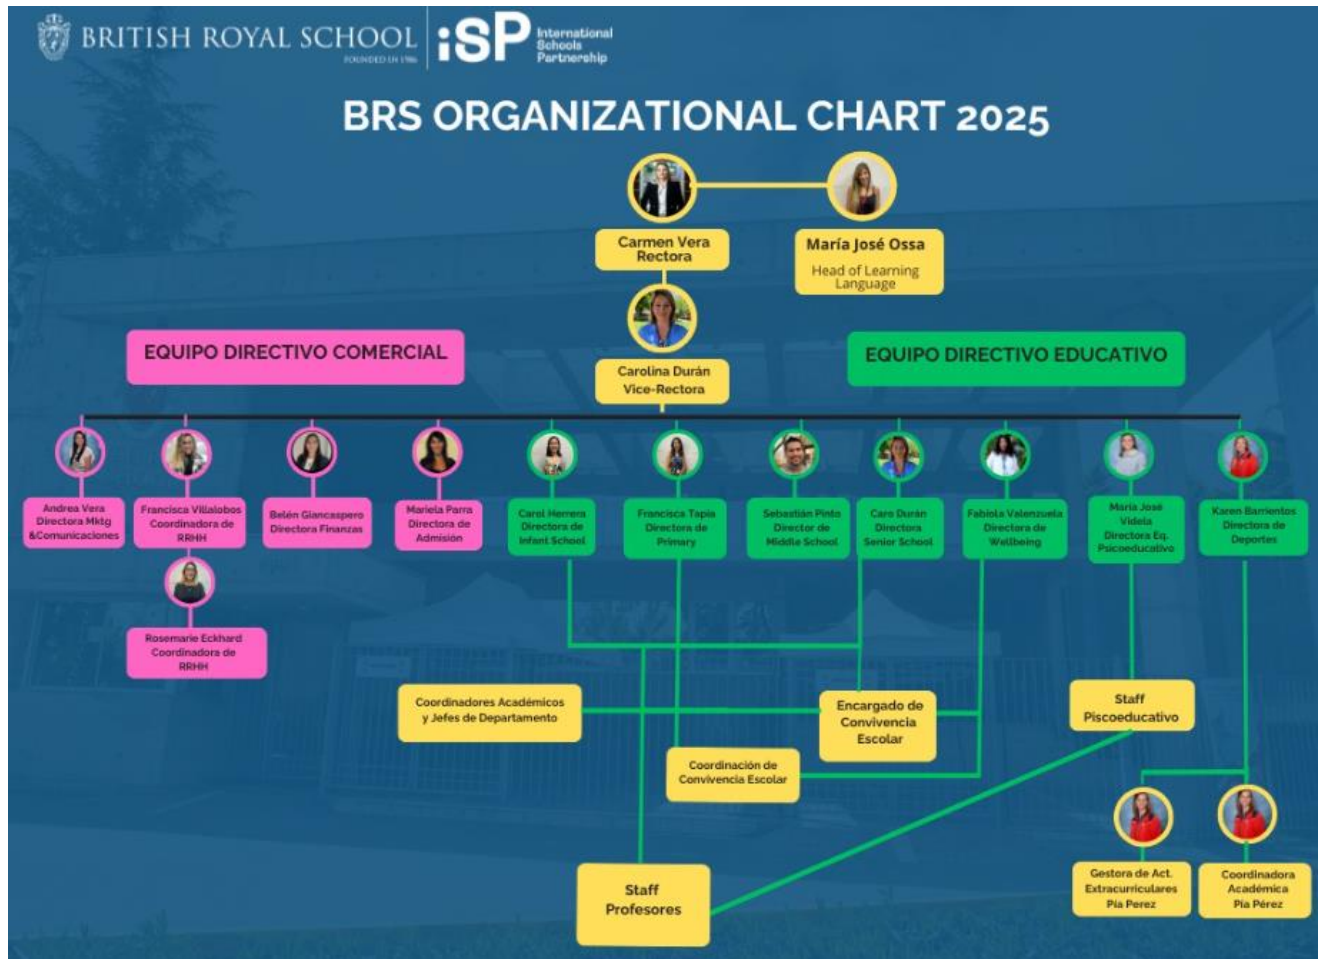 BRITISH ROYAL SCHOOL
FOUNDED IN 1986
iSP
International
Schools
Partnership
BRS ORGANIZATIONAL CHART 2025
Carmen Vera
Rectora
María José Ossa
Head of Learning
Language
Carolina Durán
Vice-Rectora
EQUIPO DIRECTIVO COMERCIAL
EQUIPO DIRECTIVO EDUCATIVO
Andrea Vera
Directora Mktg
&Comunicaciones
Francisca Villalobos
Coordinadora de
RRHH
Belén Giancaspero
Directora Finanzas
Mariela Parra
Directora de
Admisión
Carol Herrera
Directora de
Infant School
Francisca Tapia
Directora de
Primary
Sebastián Pinto
Director de
Middle School
Caro Durán
Directora
Senior School
Fabiola Valenzuela
Directora de
Wellbeing
María José
Videla
Directora Eq.
Psicoeducativo
Karen Barrientos
Directora de
Deportes
Rosemarie Eckhard
Coordinadora de
RRHH
Coordinadores Académicos
y Jefes de Departamento
Encargado de
Convivencia
Escolar
Staff
Piscoeducativo
Coordinación de
Convivencia Escolar
Staff
Profesores
Gestora de Act.
Extracurriculares
Pía Perez
Coordinadora
Académica
Pía Pérez